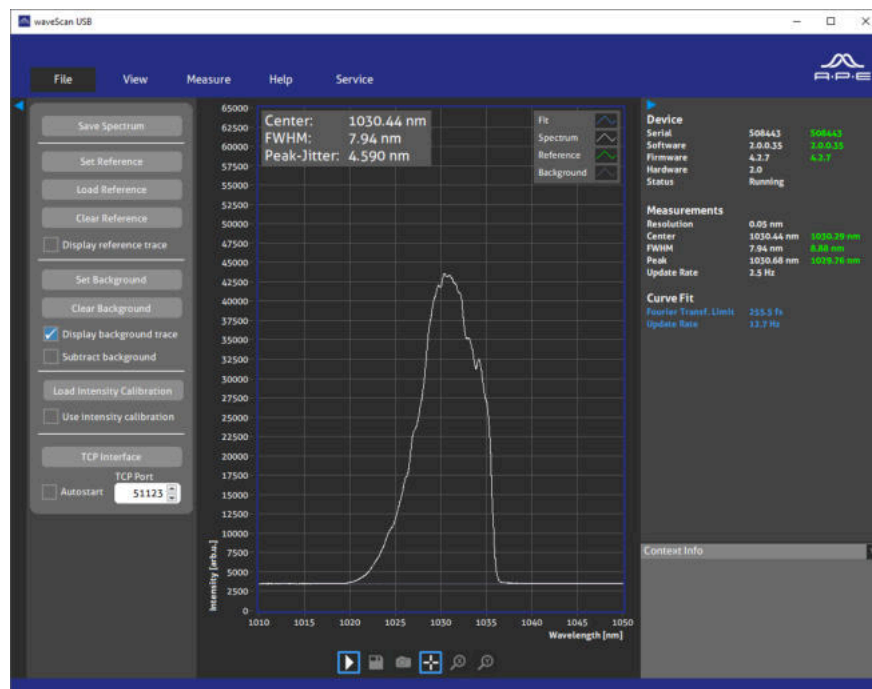 waveScan USB
A·P·E
File View Measure Help Service
Save Spectrum
Set Reference
Load Reference
Clear Reference
Display reference trace
Set Background
Clear Background
Display background trace
Subtract background
Load Intensity Calibration
Use intensity calibration
TCP Interface
TCP Port
Autostart 51123
Center: 1030.44 nm
FWHM: 7.94 nm
Peak-Jitter: 4.590 nm
Fit
Spectrum
Reference
Background
65000
62500
60000
57500
55000
52500
50000
47500
45000
42500
40000
37500
35000
32500
30000
27500
25000
22500
20000
17500
15000
12500
10000
7500
5000
2500
0
Intensity [arb.u.]
1010 1015 1020 1025 1030 1035 1040 1045 1050
Wavelength [nm]
Device
Serial 508443 508443
Software 2.0.0.35 2.0.0.35
Firmware 4.2.7 4.2.7
Hardware 2.0
Status Running
Measurements
Resolution 0.05 nm
Center 1030.44 nm 1030.29 nm
FWHM 7.94 nm 8.88 nm
Peak 1030.68 nm 1029.76 nm
Update Rate 2.5 Hz
Curve Fit
Fourier Transf. Limit 255.5 fs
Update Rate 12.7 Hz
Context Info